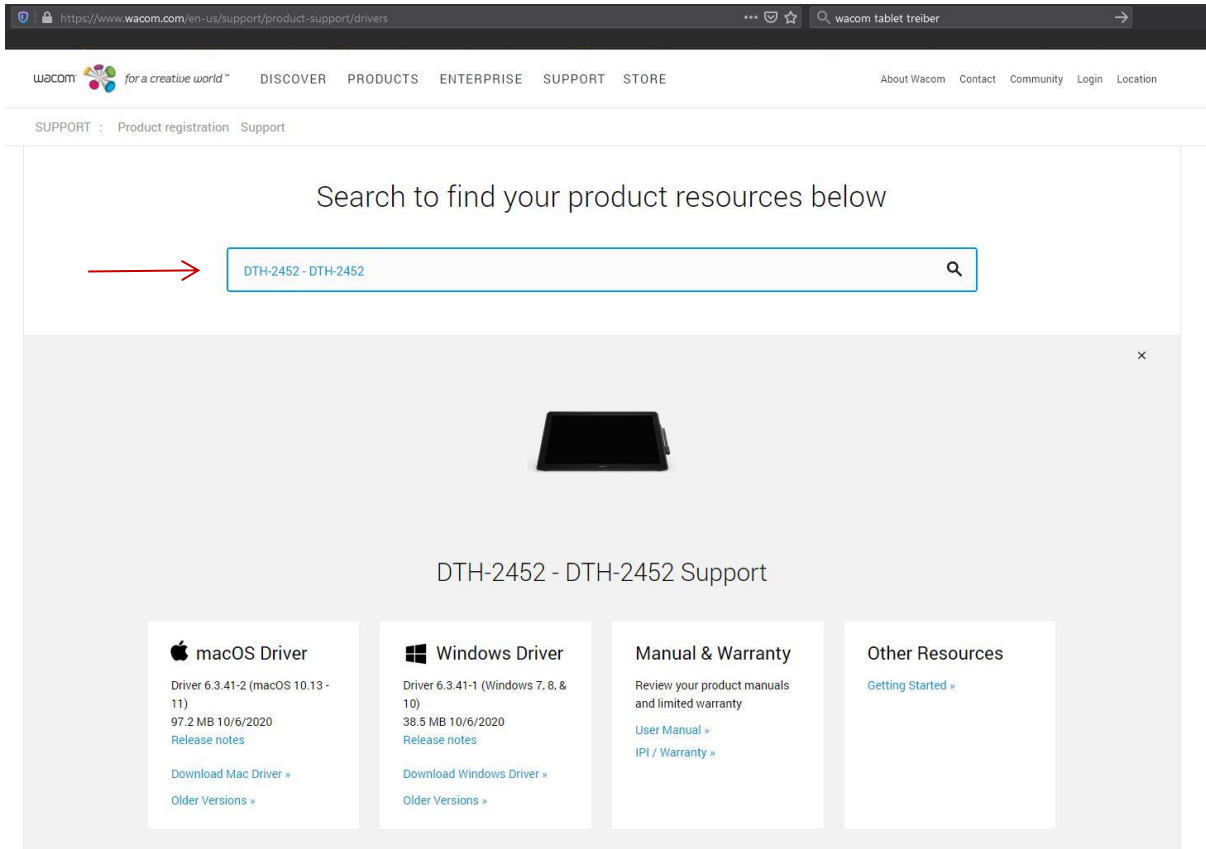 https://www.wacom.com/en-us/support/product-support/drivers
wacom tablet treiber
wacom for a creative world™ DISCOVER PRODUCTS ENTERPRISE SUPPORT STORE About Wacom Contact Community Login Location
SUPPORT : Product registration Support
Search to find your product resources below
DTH-2452 - DTH-2452
DTH-2452 - DTH-2452 Support
macOS Driver
Driver 6.3.41-2 (macOS 10.13 -
11)
97.2 MB 10/6/2020
Release notes
Download Mac Driver »
Older Versions »
Windows Driver
Driver 6.3.41-1 (Windows 7, 8, &
10)
38.5 MB 10/6/2020
Release notes
Download Windows Driver »
Older Versions »
Manual & Warranty
Review your product manuals
and limited warranty
User Manual »
IPI / Warranty »
Other Resources
Getting Started »